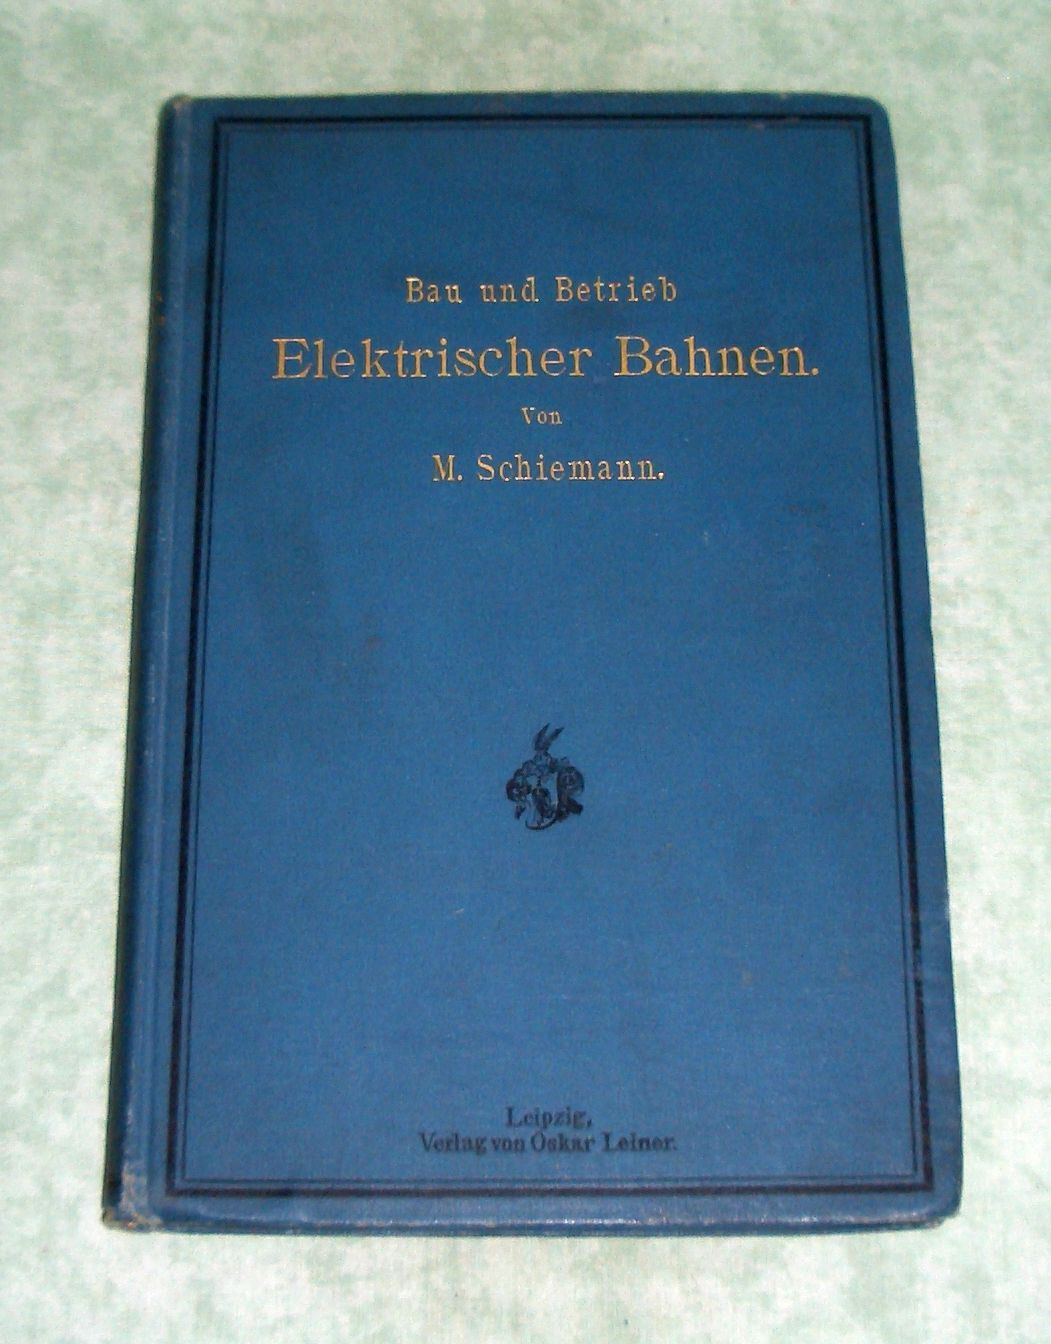 Bau und Betrieb
Elektrischer Bahnen.
Von
M. Schiemann.
Leipzig,
Verlag von Oskar Leiner.